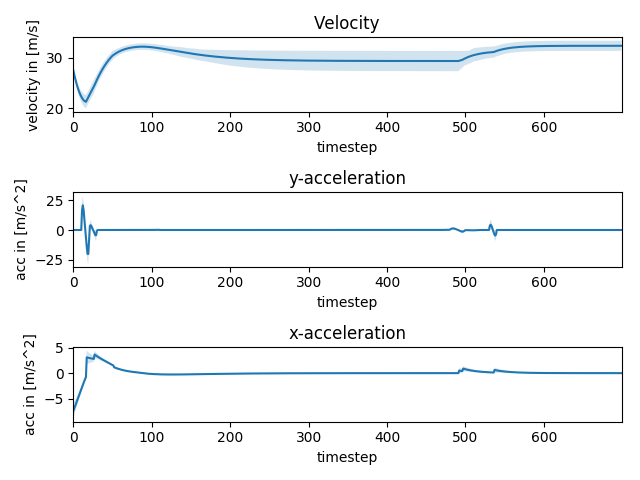 Velocity
velocity in [m/s]
30
20
0 100 200 300 400 500 600
timestep
y-acceleration
acc in [m/s^2]
25
0
−25
0 100 200 300 400 500 600
timestep
x-acceleration
acc in [m/s^2]
5
0
−5
0 100 200 300 400 500 600
timestep